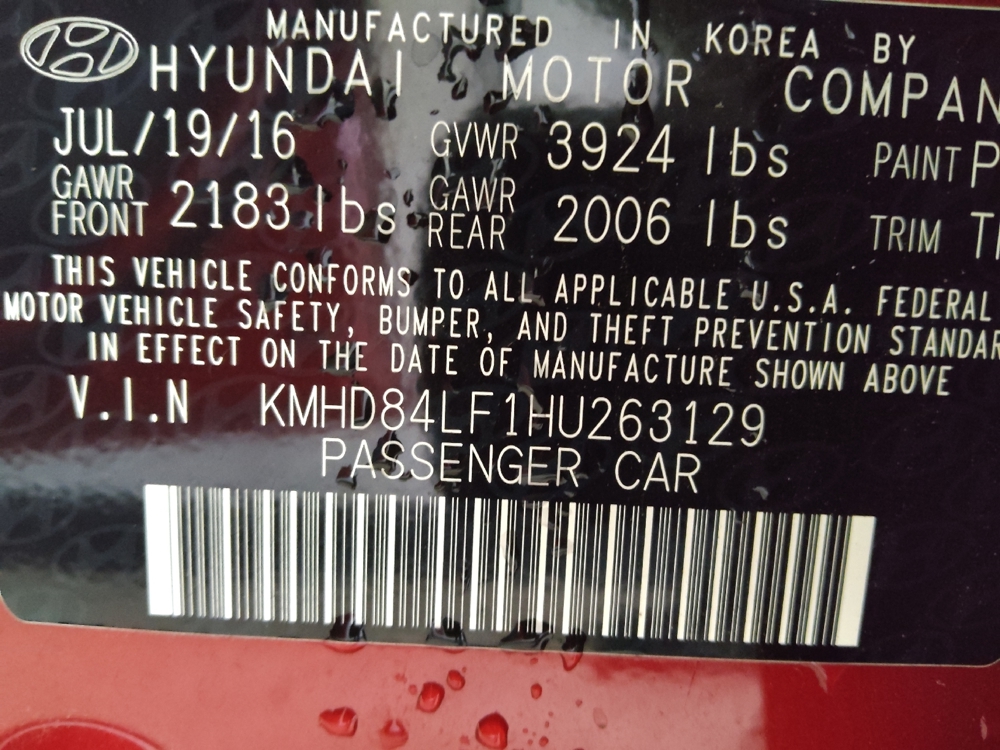 MANUFACTURED IN KOREA BY
HYUNDAI MOTOR COMPAN
JUL/19/16 GVWR 3924 lbs PAINT P
GAWR FRONT 2183 lbs GAWR REAR 2006 lbs TRIM
THIS VEHICLE CONFORMS TO ALL APPLICABLE U.S.A. FEDERAL
MOTOR VEHICLE SAFETY, BUMPER, AND THEFT PREVENTION STANDAR
IN EFFECT ON THE DATE OF MANUFACTURE SHOWN ABOVE
V.I.N KMHD84LF1HU263129
PASSENGER CAR